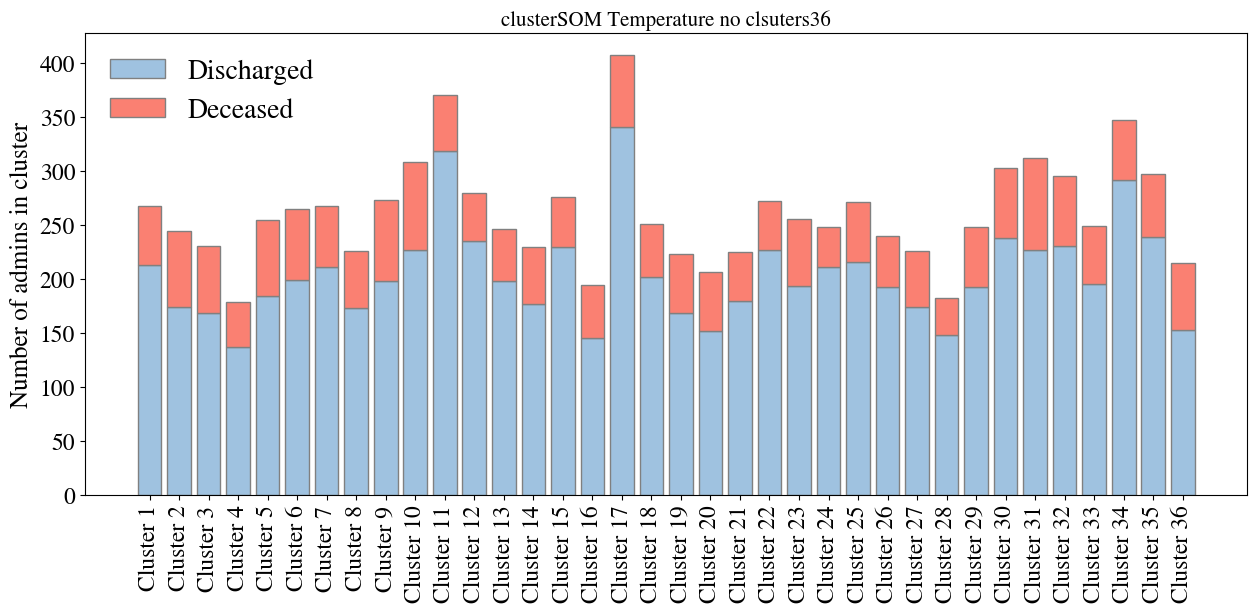 clusterSOM Temperature no clsuters36
Discharged
Deceased
Number of admins in cluster
400
350
300
250
200
150
100
50
0
Cluster 1
Cluster 2
Cluster 3
Cluster 4
Cluster 5
Cluster 6
Cluster 7
Cluster 8
Cluster 9
Cluster 10
Cluster 11
Cluster 12
Cluster 13
Cluster 14
Cluster 15
Cluster 16
Cluster 17
Cluster 18
Cluster 19
Cluster 20
Cluster 21
Cluster 22
Cluster 23
Cluster 24
Cluster 25
Cluster 26
Cluster 27
Cluster 28
Cluster 29
Cluster 30
Cluster 31
Cluster 32
Cluster 33
Cluster 34
Cluster 35
Cluster 36